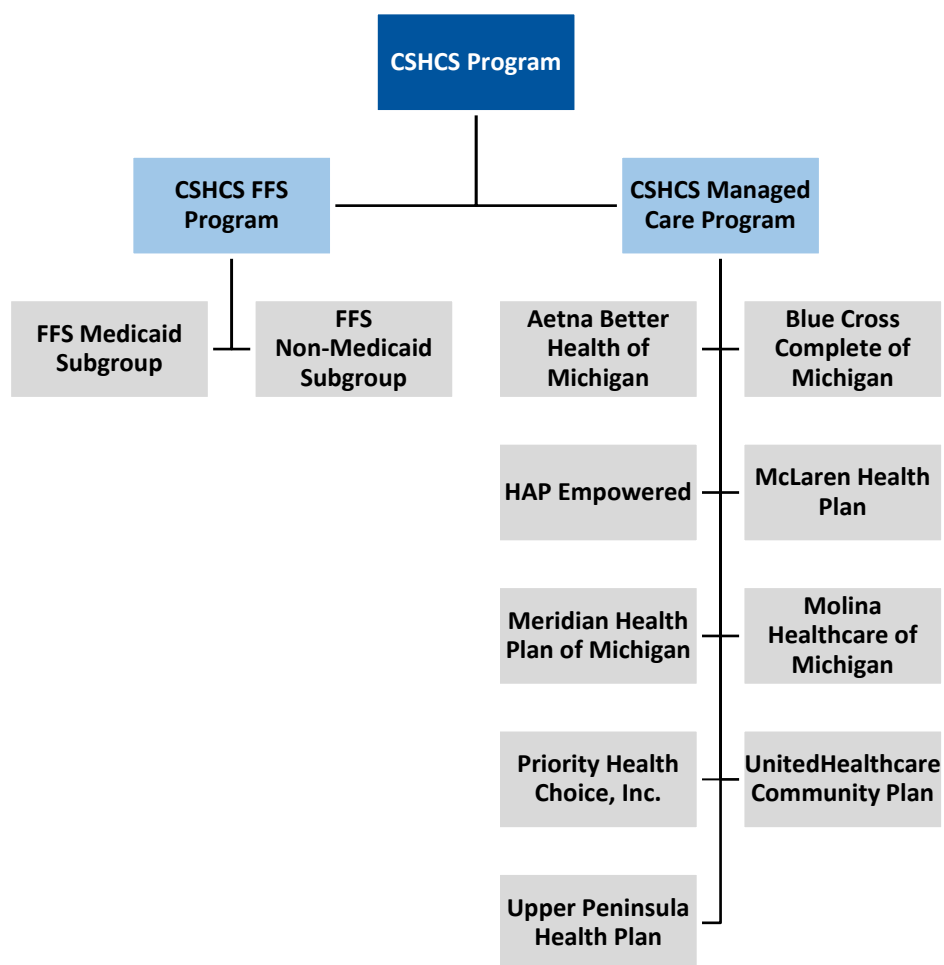 CSHCS Program
CSHCS FFS
Program
CSHCS Managed
Care Program
FFS Medicaid
Subgroup
FFS
Non-Medicaid
Subgroup
Aetna Better
Health of
Michigan
Blue Cross
Complete of
Michigan
HAP Empowered
McLaren Health
Plan
Meridian Health
Plan of Michigan
Molina
Healthcare of
Michigan
Priority Health
Choice, Inc.
UnitedHealthcare
Community Plan
Upper Peninsula
Health Plan